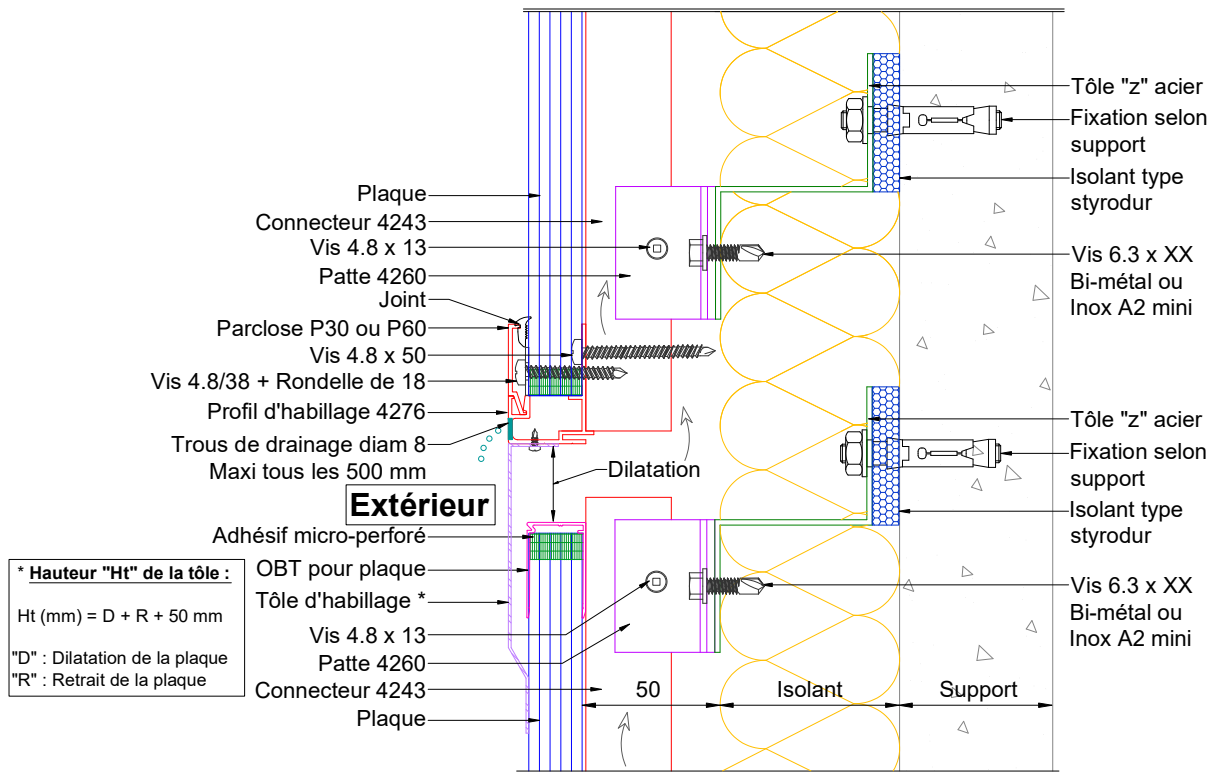 Plaque
Connecteur 4243
Vis 4.8 x 13
Patte 4260
Joint
Parclose P30 ou P60
Vis 4.8 x 50
Vis 4.8/38 + Rondelle de 18
Profil d'habillage 4276
Trous de drainage diam 8
Maxi tous les 500 mm
Extérieur
Adhésif micro-perforé
OBT pour plaque
Tôle d'habillage *
Vis 4.8 x 13
Patte 4260
Connecteur 4243
Plaque
* Hauteur "Ht" de la tôle :
Ht (mm) = D + R + 50 mm
"D" : Dilatation de la plaque
"R" : Retrait de la plaque
Dilatation
50
Isolant
Support
Tôle "z" acier
Fixation selon
support
Isolant type
styrodur
Vis 6.3 x XX
Bi-métal ou
Inox A2 mini
Tôle "z" acier
Fixation selon
support
Isolant type
styrodur
Vis 6.3 x XX
Bi-métal ou
Inox A2 mini